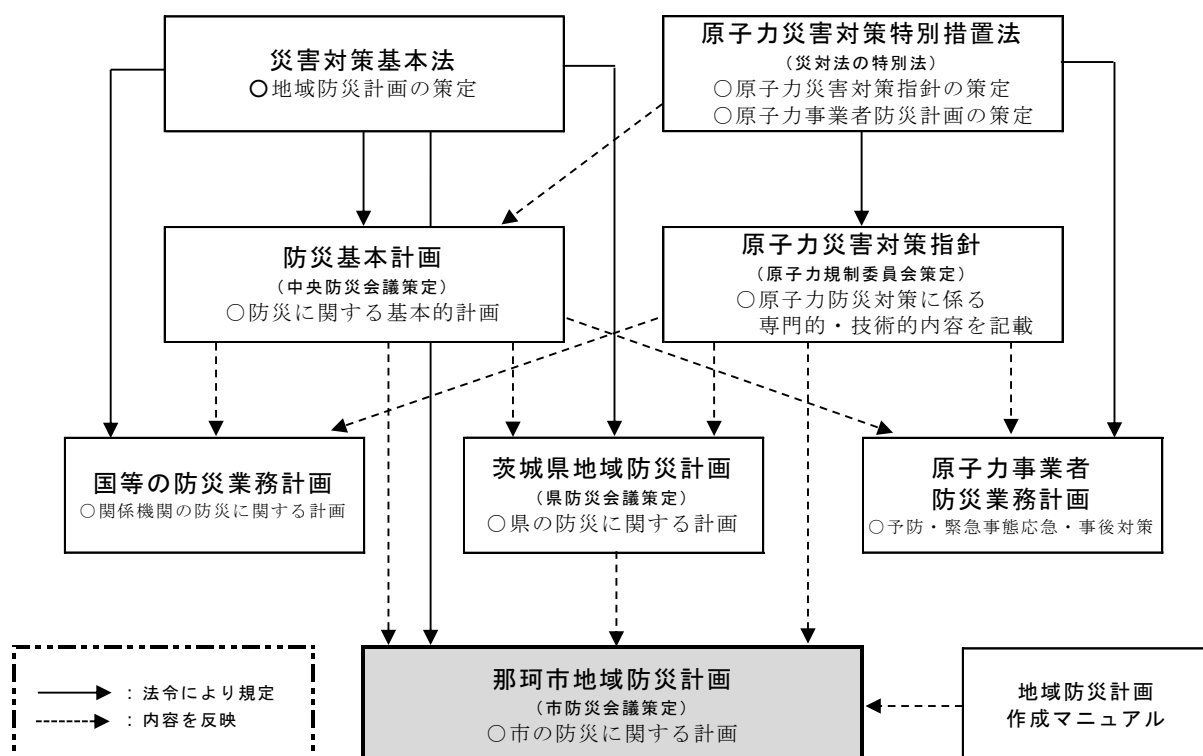 災害対策基本法
○地域防災計画の策定
原子力災害対策特別措置法
(災対法の特別法)
○原子力災害対策指針の策定
○原子力事業者防災計画の策定
防災基本計画
(中央防災会議策定)
○防災に関する基本的計画
原子力災害対策指針
(原子力規制委員会策定)
○原子力防災対策に係る
専門的・技術的内容を記載
国等の防災業務計画
○関係機関の防災に関する計画
茨城県地域防災計画
(県防災会議策定)
○県の防災に関する計画
原子力事業者
防災業務計画
○予防・緊急事態応急・事後対策
:法令により規定
:内容を反映
那珂市地域防災計画
(市防災会議策定)
○市の防災に関する計画
地域防災計画
作成マニュアル